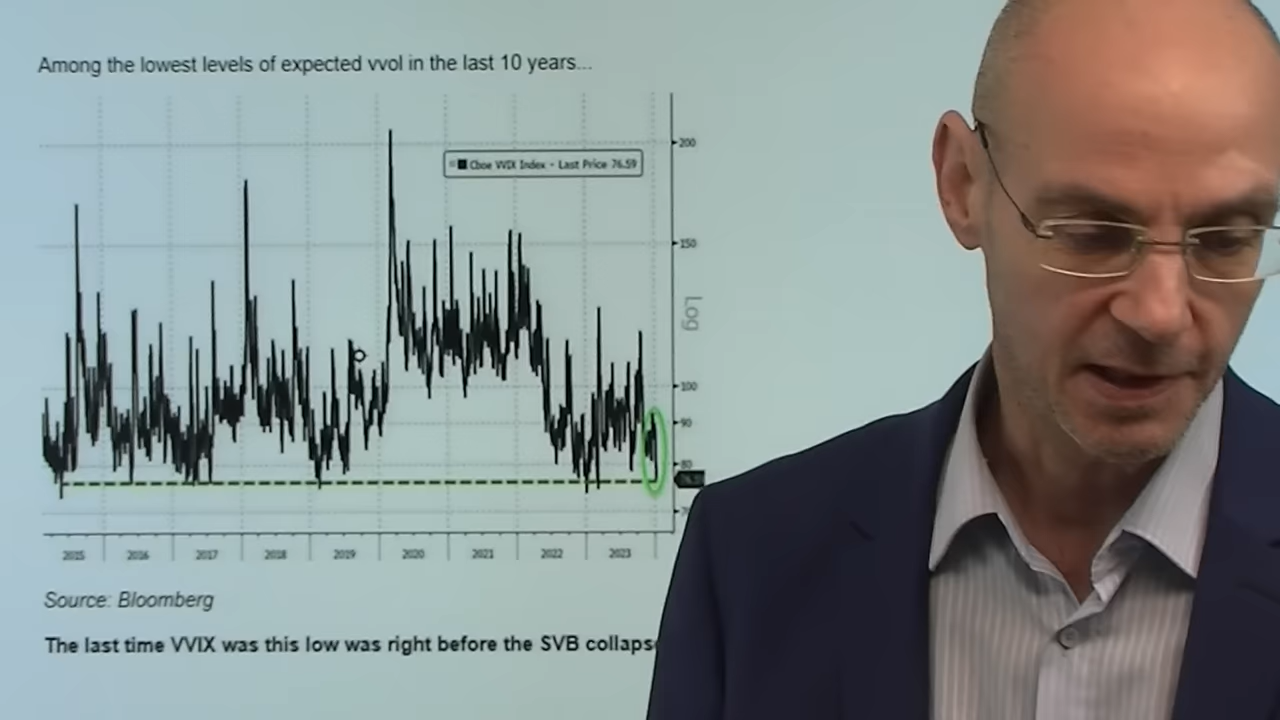 Among the lowest levels of expected vvol in the last 10 years...
200
Cboe VVIX Index - Last Price 76.59
150
Log
100
90
80
2015 2016 2017 2018 2019 2020 2021 2022 2023
Source: Bloomberg
The last time VVIX was this low was right before the SVB collaps